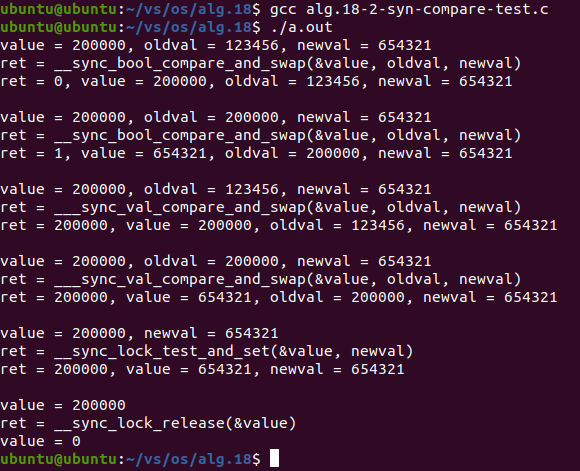 ubuntu@ubuntu:~/vs/os/alg.18$ gcc alg.18-2-syn-compare-test.c
ubuntu@ubuntu:~/vs/os/alg.18$ ./a.out
value = 200000, oldval = 123456, newval = 654321
ret = __sync_bool_compare_and_swap(&value, oldval, newval)
ret = 0, value = 200000, oldval = 123456, newval = 654321

value = 200000, oldval = 200000, newval = 654321
ret = __sync_bool_compare_and_swap(&value, oldval, newval)
ret = 1, value = 654321, oldval = 200000, newval = 654321

value = 200000, oldval = 123456, newval = 654321
ret = ___sync_val_compare_and_swap(&value, oldval, newval)
ret = 200000, value = 200000, oldval = 123456, newval = 654321

value = 200000, oldval = 200000, newval = 654321
ret = ___sync_val_compare_and_swap(&value, oldval, newval)
ret = 200000, value = 654321, oldval = 200000, newval = 654321

value = 200000, newval = 654321
ret = __sync_lock_test_and_set(&value, newval)
ret = 200000, value = 654321, newval = 654321

value = 200000
ret = __sync_lock_release(&value)
value = 0
ubuntu@ubuntu:~/vs/os/alg.18$